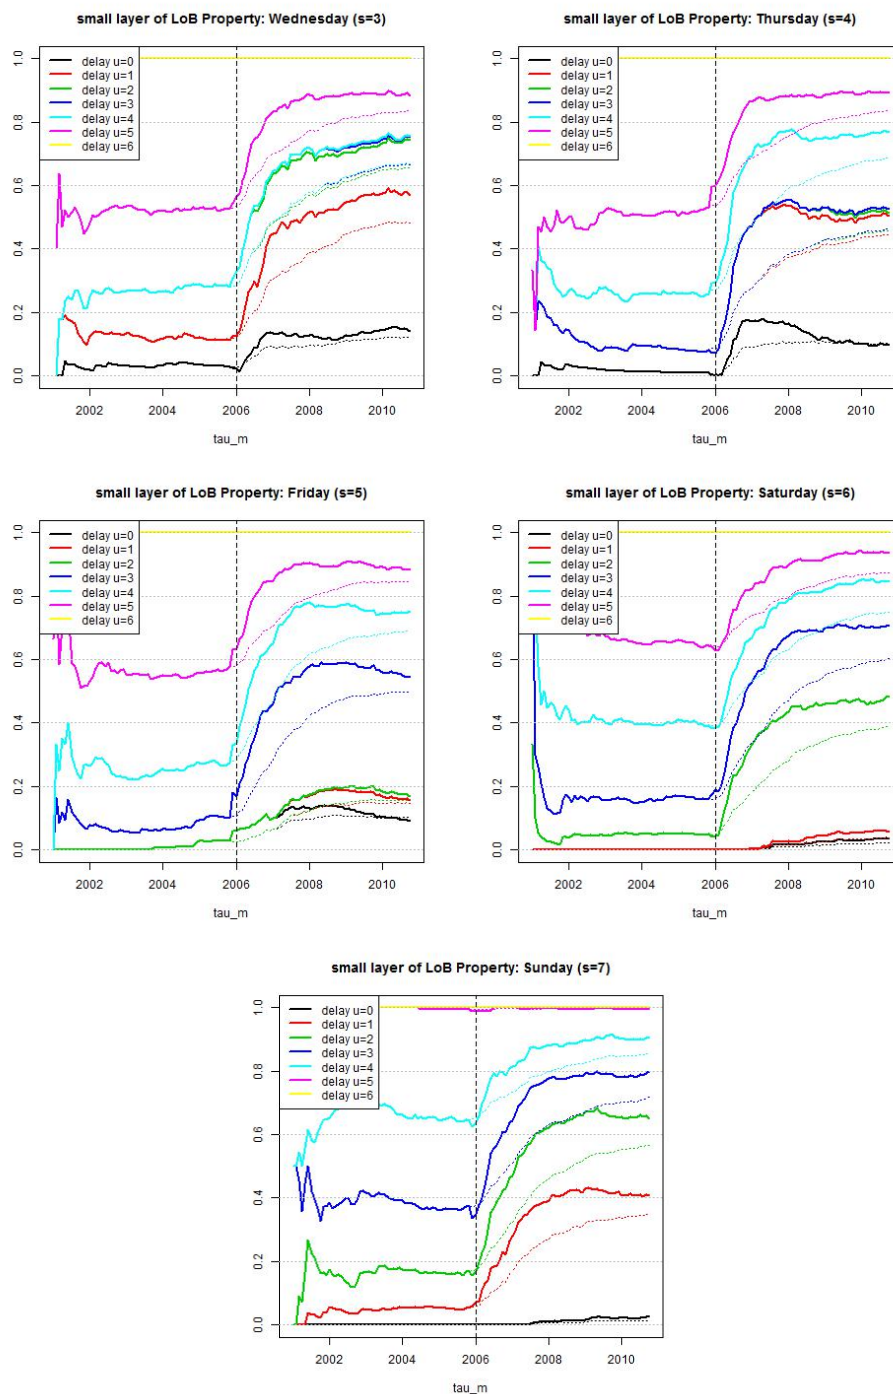 small layer of LoB Property: Wednesday (s=3)
1.0
0.8
0.6
0.4
0.2
0.0
delay u=0
delay u=1
delay u=2
delay u=3
delay u=4
delay u=5
delay u=6
2002 2004 2006 2008 2010
tau_m
small layer of LoB Property: Thursday (s=4)
1.0
0.8
0.6
0.4
0.2
0.0
delay u=0
delay u=1
delay u=2
delay u=3
delay u=4
delay u=5
delay u=6
2002 2004 2006 2008 2010
tau_m
small layer of LoB Property: Friday (s=5)
1.0
0.8
0.6
0.4
0.2
0.0
delay u=0
delay u=1
delay u=2
delay u=3
delay u=4
delay u=5
delay u=6
2002 2004 2006 2008 2010
tau_m
small layer of LoB Property: Saturday (s=6)
1.0
0.8
0.6
0.4
0.2
0.0
delay u=0
delay u=1
delay u=2
delay u=3
delay u=4
delay u=5
delay u=6
2002 2004 2006 2008 2010
tau_m
small layer of LoB Property: Sunday (s=7)
1.0
0.8
0.6
0.4
0.2
0.0
delay u=0
delay u=1
delay u=2
delay u=3
delay u=4
delay u=5
delay u=6
2002 2004 2006 2008 2010
tau_m